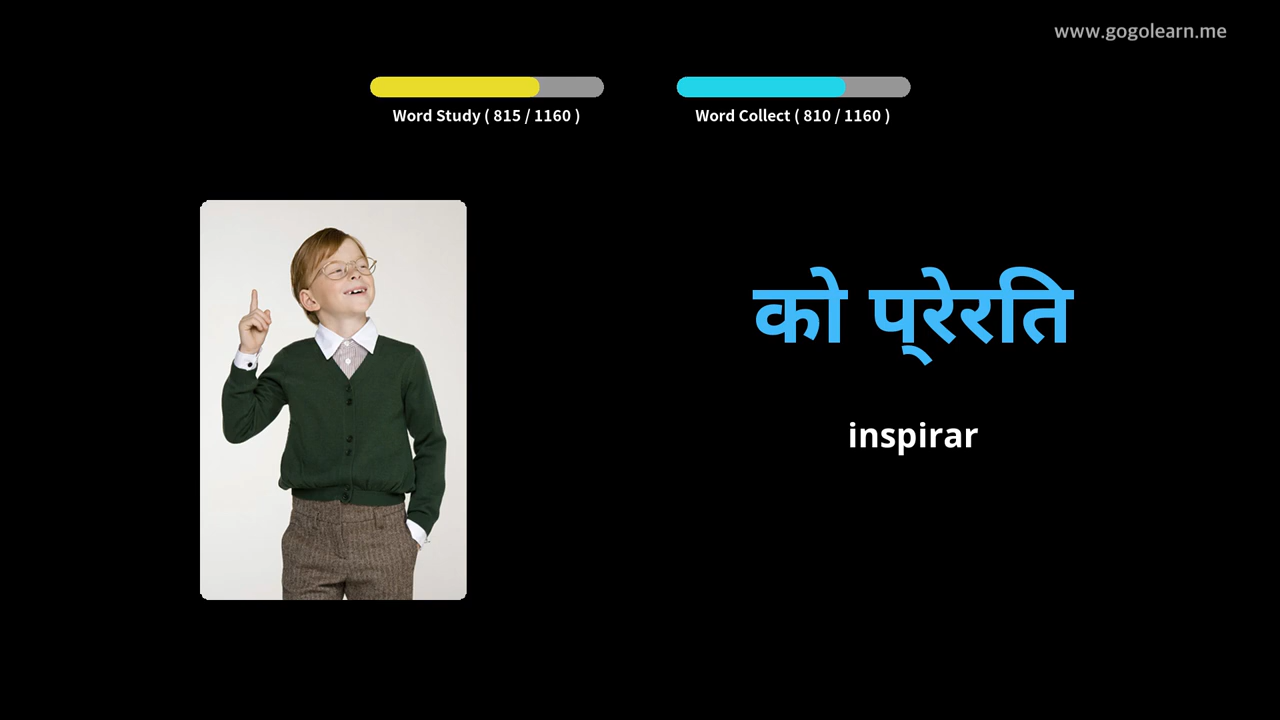 www.gogolearn.me
Word Study ( 815 / 1160 )
Word Collect ( 810 / 1160 )
को प्रेरति
inspirar